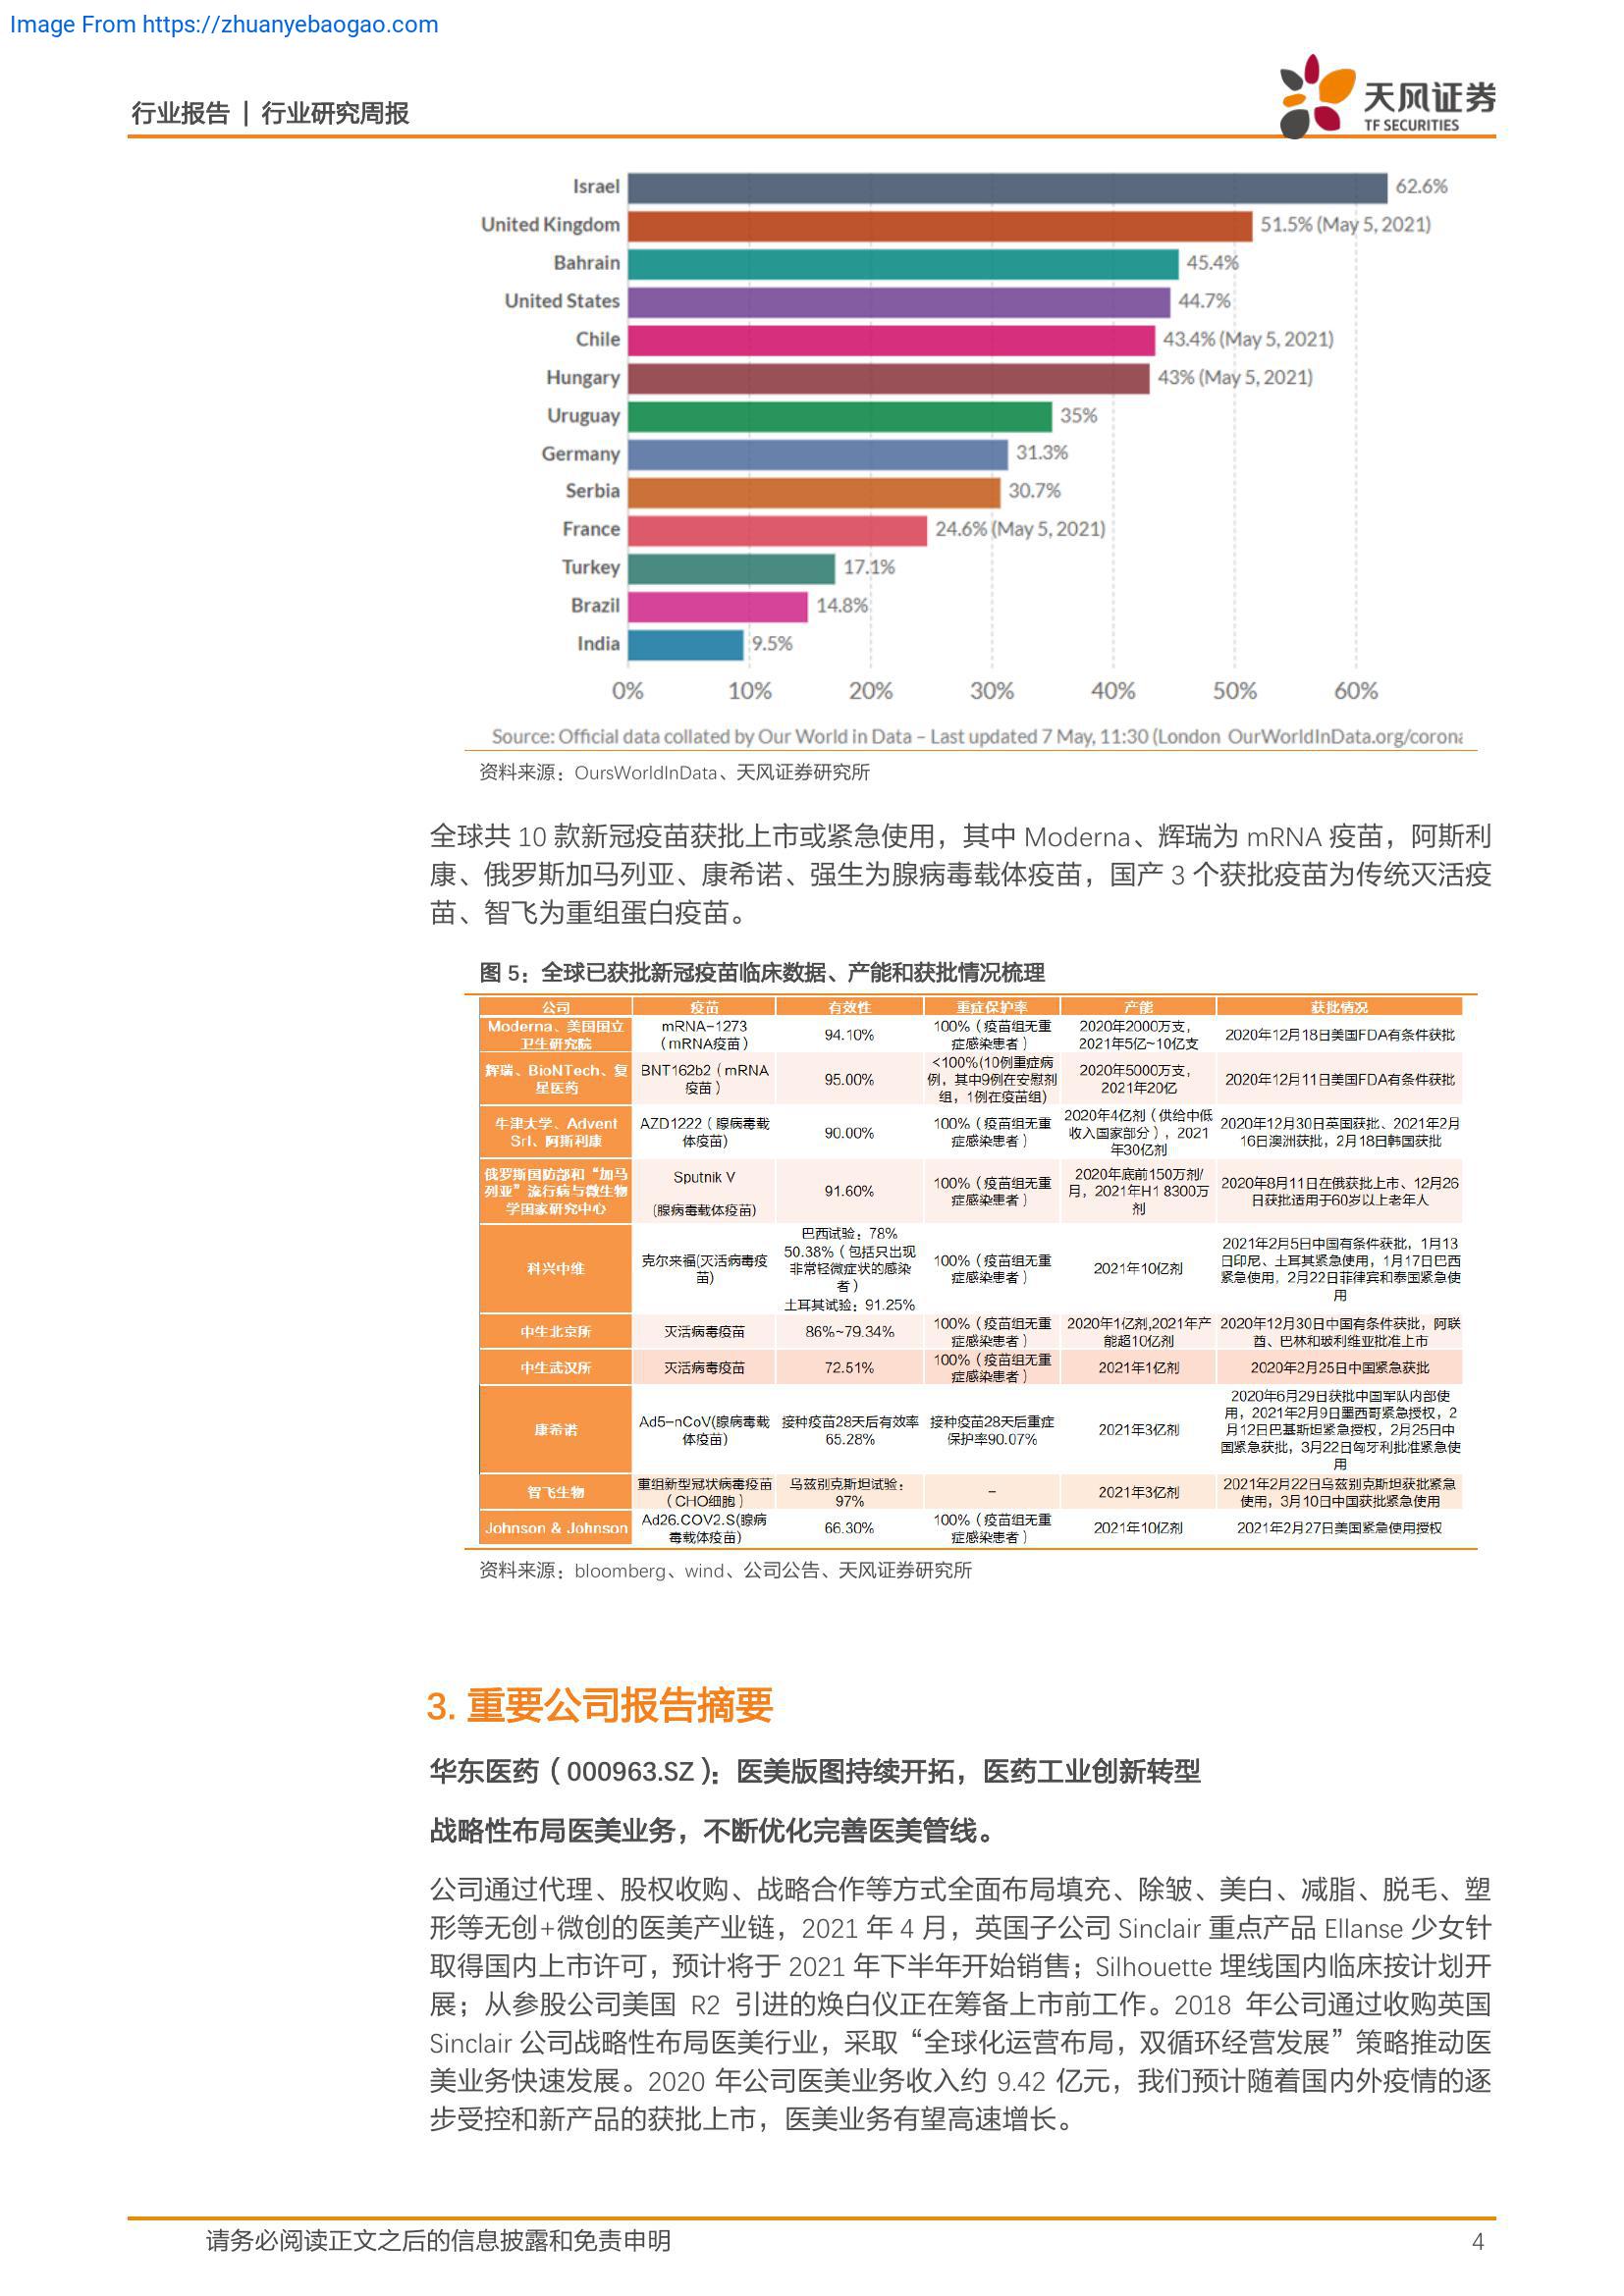 Image From https://zhuanyebaogao.com
行业报告 | 行业研究周报
天风证券
TF SECURITIES
Israel 62.6%
United Kingdom 51.5% (May 5, 2021)
Bahrain 45.4%
United States 44.7%
Chile 43.4% (May 5, 2021)
Hungary 43% (May 5, 2021)
Uruguay 35%
Germany 31.3%
Serbia 30.7%
France 24.6% (May 5, 2021)
Turkey 17.1%
Brazil 14.8%
India 9.5%
0% 10% 20% 30% 40% 50% 60%
Source: Official data collated by Our World in Data – Last updated 7 May, 11:30 (London OurWorldInData.org/corona
资料来源：OursWorldInData、天风证券研究所
全球共 10 款新冠疫苗获批上市或紧急使用，其中 Moderna、辉瑞为 mRNA 疫苗，阿斯利
康、俄罗斯加马列亚、康希诺、强生为腺病毒载体疫苗，国产 3 个获批疫苗为传统灭活疫
苗、智飞为重组蛋白疫苗。
图 5：全球已获批新冠疫苗临床数据、产能和获批情况梳理
公司 疫苗 有效性 重症保护率 产能 获批情况
Moderna、美国国立
卫生研究院
mRNA-1273
（mRNA疫苗）
94.10%
100%（疫苗组无重
症感染患者）
2020年2000万支，
2021年5亿~10亿支
2020年12月18日美国FDA有条件获批
辉瑞、BioNTech、复
星医药
BNT162b2（mRNA
疫苗）
95.00%
<100%(10例重症病
例，其中9例在安慰剂
组，1例在疫苗组)
2020年5000万支，
2021年20亿
2020年12月11日美国FDA有条件获批
牛津大学、Advent
Srl、阿斯利康
AZD1222（腺病毒载
体疫苗)
90.00%
100%（疫苗组无重
症感染患者）
2020年4亿剂（供给中低
收入国家部分），2021
年30亿剂
2020年12月30日英国获批、2021年2月
16日澳洲获批，2月18日韩国获批
俄罗斯国防部和“加马
列亚”流行病与微生物
学国家研究中心
Sputnik V
(腺病毒载体疫苗)
91.60%
100%（疫苗组无重
症感染患者）
2020年底前150万剂/
月，2021年H1 8300万
剂
2020年8月11日在俄获批上市、12月26
日获批适用于60岁以上老年人
科兴中维
克尔来福(灭活病毒疫
苗)
巴西试验：78%
50.38%（包括只出现
非常轻微症状的感染
者）
土耳其试验：91.25%
100%（疫苗组无重
症感染患者）
2021年10亿剂
2021年2月5日中国有条件获批，1月13
日印尼、土耳其紧急使用，1月17日巴西
紧急使用，2月22日菲律宾和泰国紧急使
用
中生北京所
灭活病毒疫苗
86%~79.34%
100%（疫苗组无重
症感染患者）
2020年1亿剂,2021年产
能超10亿剂
2020年12月30日中国有条件获批，阿联
酋、巴林和玻利维亚批准上市
中生武汉所
灭活病毒疫苗
72.51%
100%（疫苗组无重
症感染患者）
2021年1亿剂
2020年2月25日中国紧急获批
康希诺
Ad5-nCoV(腺病毒载
体疫苗)
接种疫苗28天后有效率
65.28%
接种疫苗28天后重症
保护率90.07%
2021年3亿剂
2020年6月29日获批中国军队内部使
用，2021年2月9日墨西哥紧急授权，2
月12日巴基斯坦紧急授权，2月25日中
国紧急获批，3月22日匈牙利批准紧急使
用
智飞生物
重组新型冠状病毒疫苗
（CHO细胞）
乌兹别克斯坦试验：
97%
-
2021年3亿剂
2021年2月22日乌兹别克斯坦获批紧急
使用，3月10日中国获批紧急使用
Johnson & Johnson
Ad26.COV2.S(腺病
毒载体疫苗)
66.30%
100%（疫苗组无重
症感染患者）
2021年10亿剂
2021年2月27日美国紧急使用授权
资料来源：bloomberg、wind、公司公告、天风证券研究所
3. 重要公司报告摘要
华东医药（000963.SZ）：医美版图持续开拓，医药工业创新转型
战略性布局医美业务，不断优化完善医美管线。
公司通过代理、股权收购、战略合作等方式全面布局填充、除皱、美白、减脂、脱毛、塑
形等无创+微创的医美产业链，2021 年 4 月，英国子公司 Sinclair 重点产品 Ellanse 少女针
取得国内上市许可，预计将于 2021 年下半年开始销售；Silhouette 埋线国内临床按计划开
展；从参股公司美国 R2 引进的焕白仪正在筹备上市前工作。2018 年公司通过收购英国
Sinclair 公司战略性布局医美行业，采取“全球化运营布局，双循环经营发展”策略推动医
美业务快速发展。2020 年公司医美业务收入约 9.42 亿元，我们预计随着国内外疫情的逐
步受控和新产品的获批上市，医美业务有望高速增长。
请务必阅读正文之后的信息披露和免责申明 4